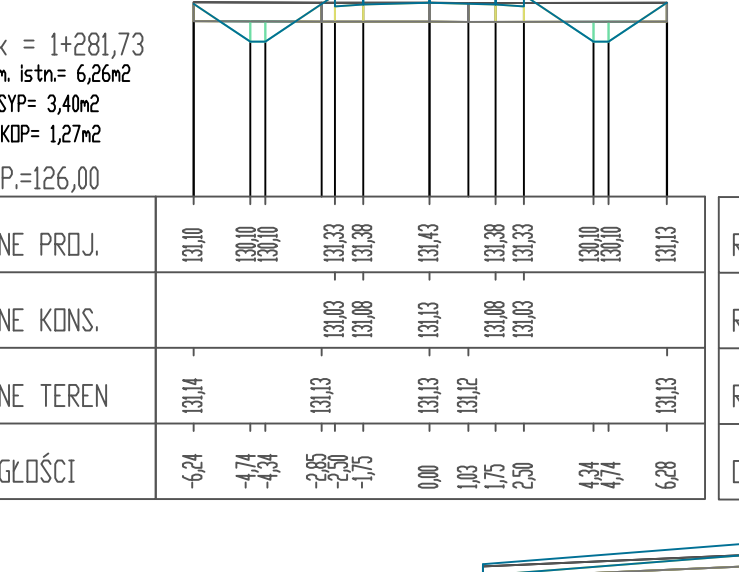 x = 1+281,73
m. istn.= 6,26m2
SYP= 3,40m2
KOP= 1,27m2
P.=126,00
NE PROJ. 131,10 130,10 130,10 131,33 131,38 131,43 131,38 131,33 130,10 130,10 131,13
NE KONS. 131,03 131,08 131,13 131,08 131,03
NE TEREN 131,14 131,13 131,13 131,12 131,13
GŁOŚCI -6,24 -4,74 -4,34 -2,85 -2,50 -1,75 0,00 1,03 1,75 2,50 4,34 4,74 6,28